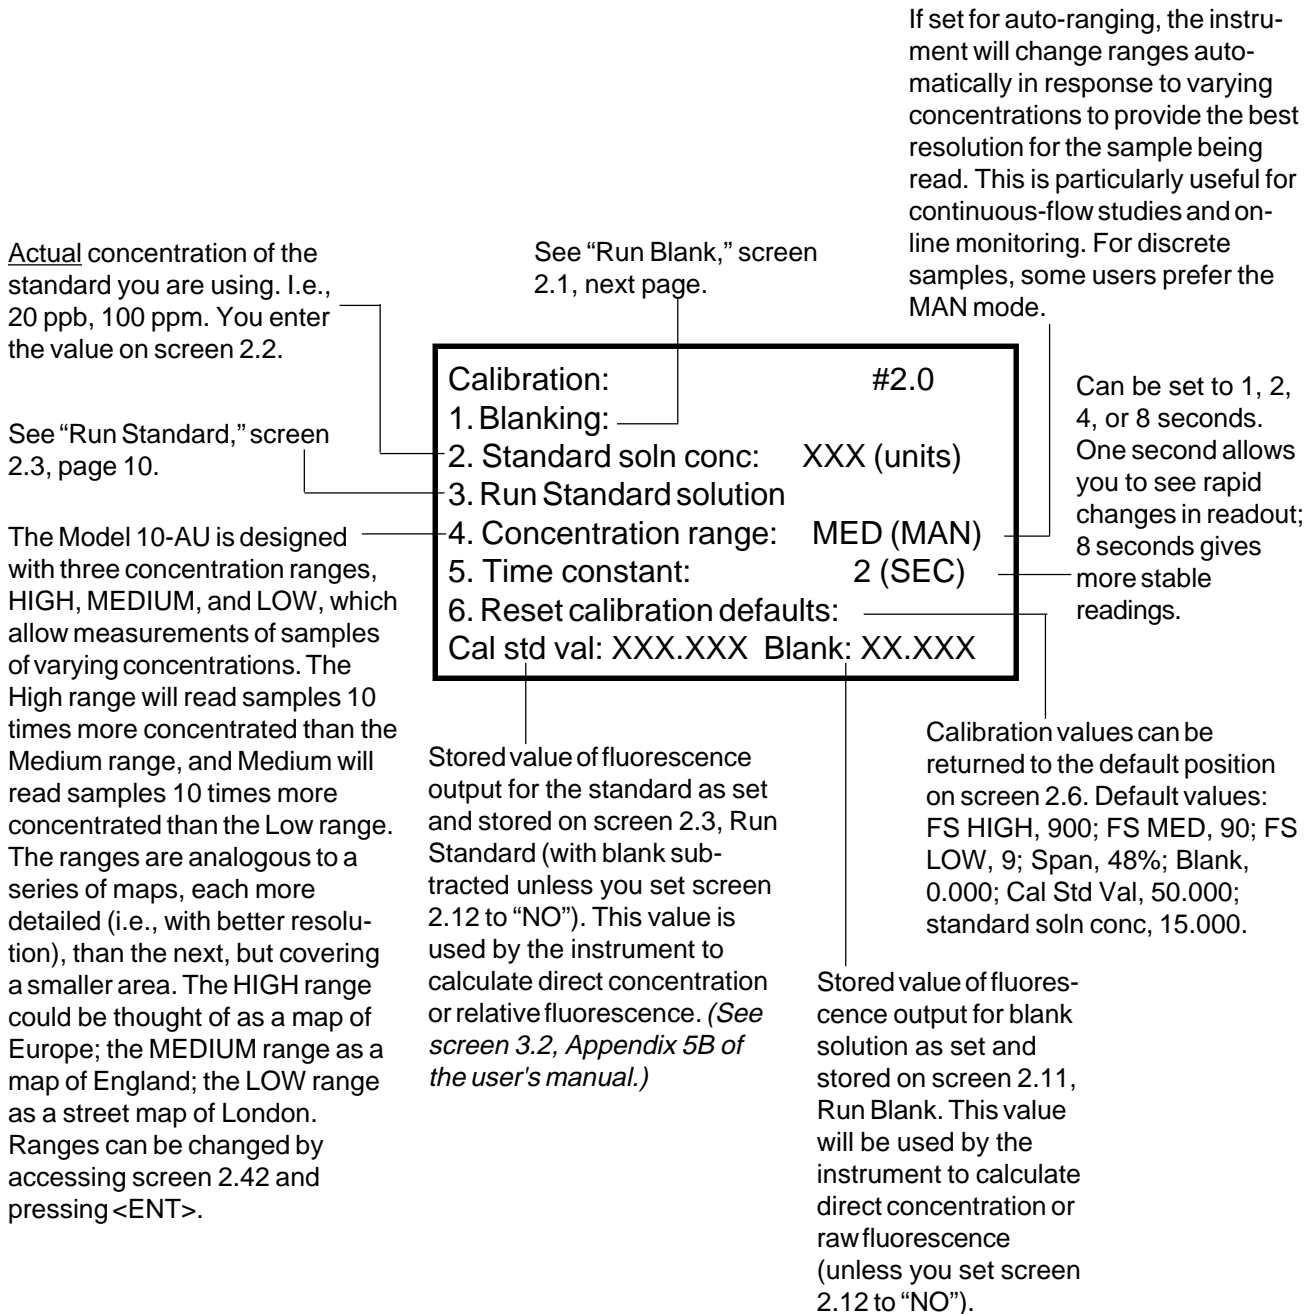 If set for auto-ranging, the instru-
ment will change ranges auto-
matically in response to varying
concentrations to provide the best
resolution for the sample being
read. This is particularly useful for
continuous-flow studies and on-
line monitoring. For discrete
samples, some users prefer the
MAN mode.
Actual concentration of the
standard you are using. I.e.,
20 ppb, 100 ppm. You enter
the value on screen 2.2.
See “Run Blank,” screen
2.1, next page.
See “Run Standard,” screen
2.3, page 10.
The Model 10-AU is designed
with three concentration ranges,
HIGH, MEDIUM, and LOW, which
allow measurements of samples
of varying concentrations. The
High range will read samples 10
times more concentrated than the
Medium range, and Medium will
read samples 10 times more
concentrated than the Low range.
The ranges are analogous to a
series of maps, each more
detailed (i.e., with better resolu-
tion), than the next, but covering
a smaller area. The HIGH range
could be thought of as a map of
Europe; the MEDIUM range as a
map of England; the LOW range
as a street map of London.
Ranges can be changed by
accessing screen 2.42 and
pressing <ENT>.
Calibration: #2.0
1. Blanking:
2. Standard soln conc: XXX (units)
3. Run Standard solution
4. Concentration range: MED (MAN)
5. Time constant: 2 (SEC)
6. Reset calibration defaults:
Cal std val: XXX.XXX Blank: XX.XXX
Can be set to 1, 2,
4, or 8 seconds.
One second allows
you to see rapid
changes in readout;
8 seconds gives
more stable
readings.
Stored value of fluorescence
output for the standard as set
and stored on screen 2.3, Run
Standard (with blank sub-
tracted unless you set screen
2.12 to “NO”). This value is
used by the instrument to
calculate direct concentration
or relative fluorescence. (See
screen 3.2, Appendix 5B of
the user's manual.)
Calibration values can be
returned to the default position
on screen 2.6. Default values:
FS HIGH, 900; FS MED, 90; FS
LOW, 9; Span, 48%; Blank,
0.000; Cal Std Val, 50.000;
standard soln conc, 15.000.
Stored value of fluores-
cence output for blank
solution as set and
stored on screen 2.11,
Run Blank. This value
will be used by the
instrument to calculate
direct concentration or
raw fluorescence
(unless you set screen
2.12 to “NO”).